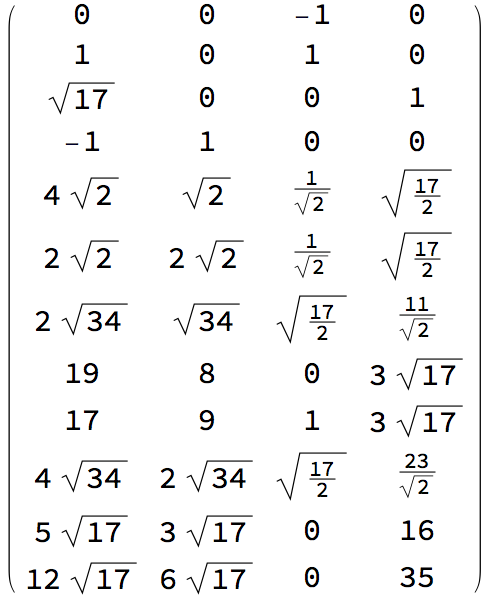 0 0 −1 0
1 0 1 0
√17 0 0 1
−1 1 0 0
4 √2 √2 1/√2 √(17/2)
2 √2 2 √2 1/√2 √(17/2)
2 √34 √34 √(17/2) 11/√2
19 8 0 3 √17
17 9 1 3 √17
4 √34 2 √34 √(17/2) 23/√2
5 √17 3 √17 0 16
12 √17 6 √17 0 35